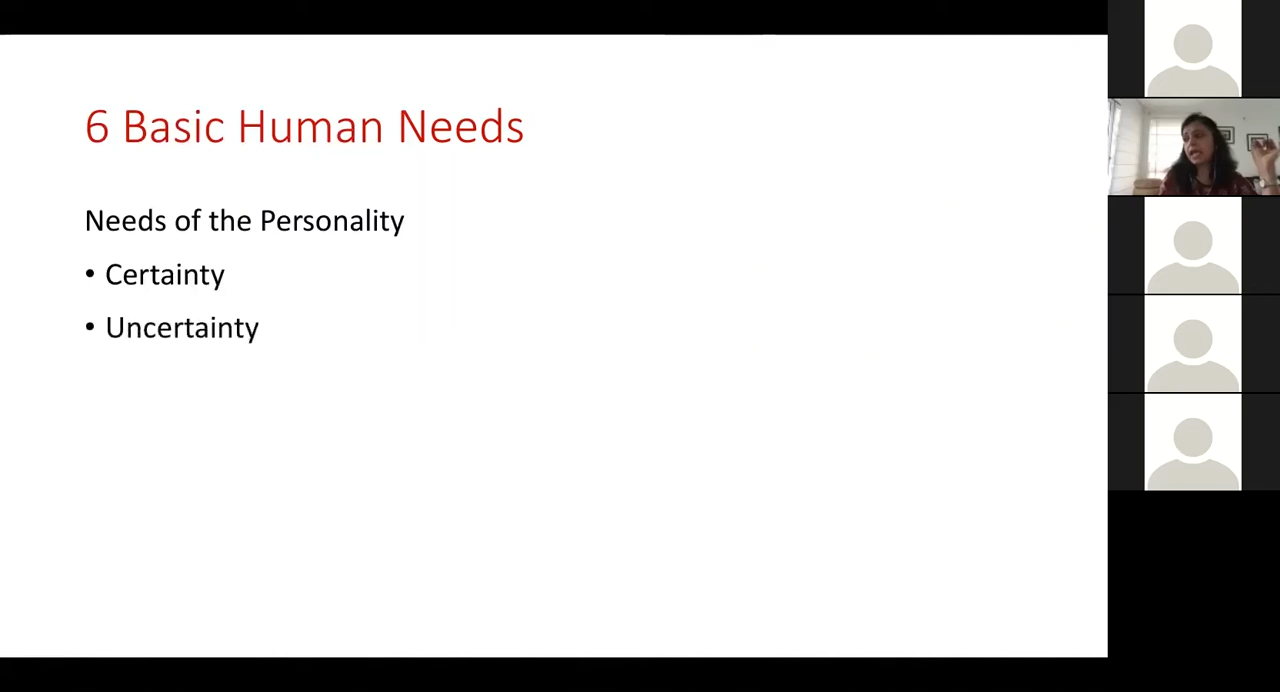 6 Basic Human Needs
Needs of the Personality
• Certainty
• Uncertainty